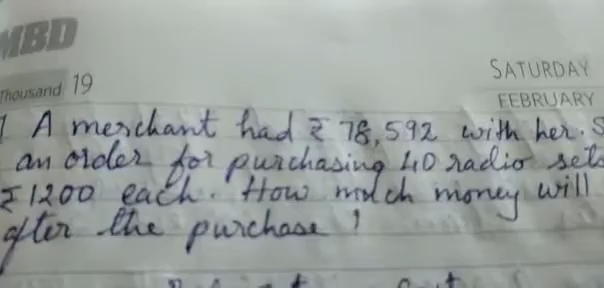 MBD
SATURDAY
Thousand 19
FEBRUARY
1 A merchant had ₹ 78,592 with her. S
an order for purchasing 40 radio sets
₹ 1200 each. How much money will
after the purchase ?